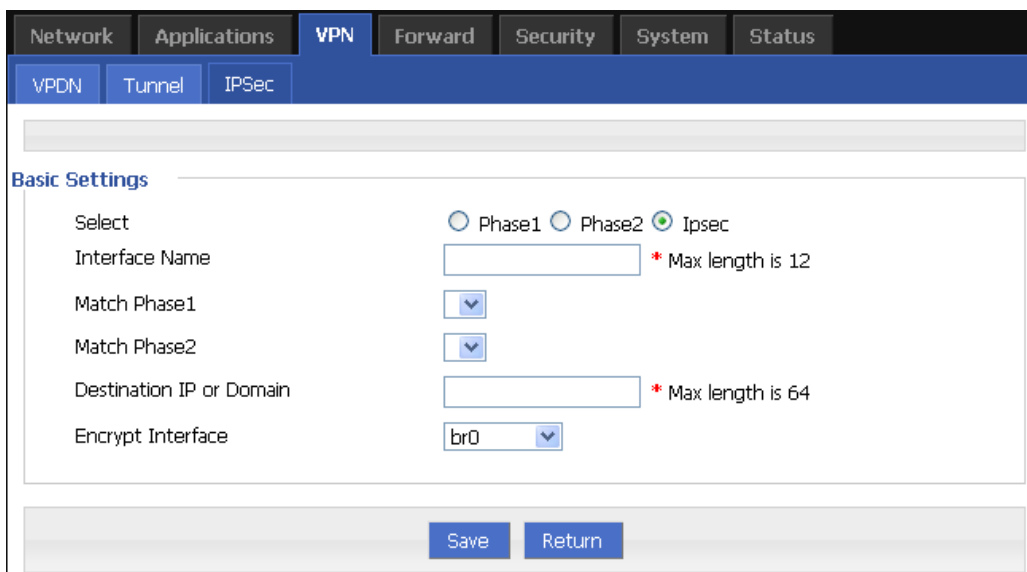 Network Applications VPN Forward Security System Status
VPDN Tunnel IPSec
Basic Settings
Select Phase1 Phase2 Ipsec
Interface Name * Max length is 12
Match Phase1
Match Phase2
Destination IP or Domain * Max length is 64
Encrypt Interface br0
Save Return